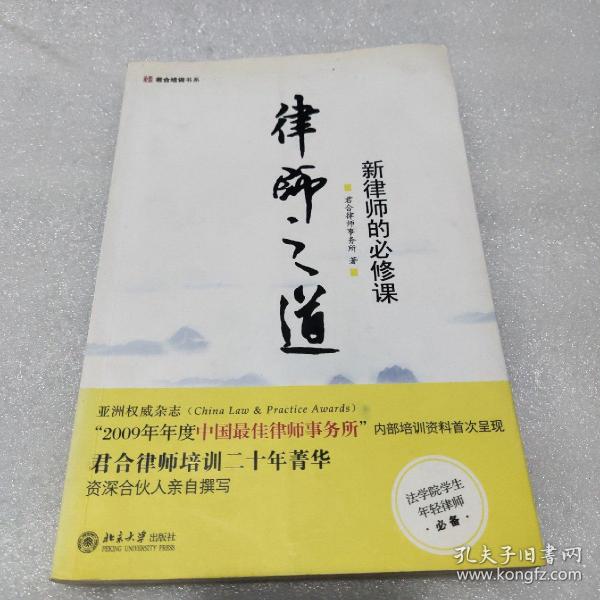 君合培训书系
律师之道
新律师的必修课
君合律师事务所 著
亚洲权威杂志（China Law & Practice Awards）
“2009年年度中国最佳律师事务所”内部培训资料首次呈现
君合律师培训二十年菁华
资深合伙人亲自撰写
法学院学生
年轻律师
·必备·
北京大学出版社
PEKING UNIVERSITY PRESS
孔夫子旧书网
www.kongfz.com